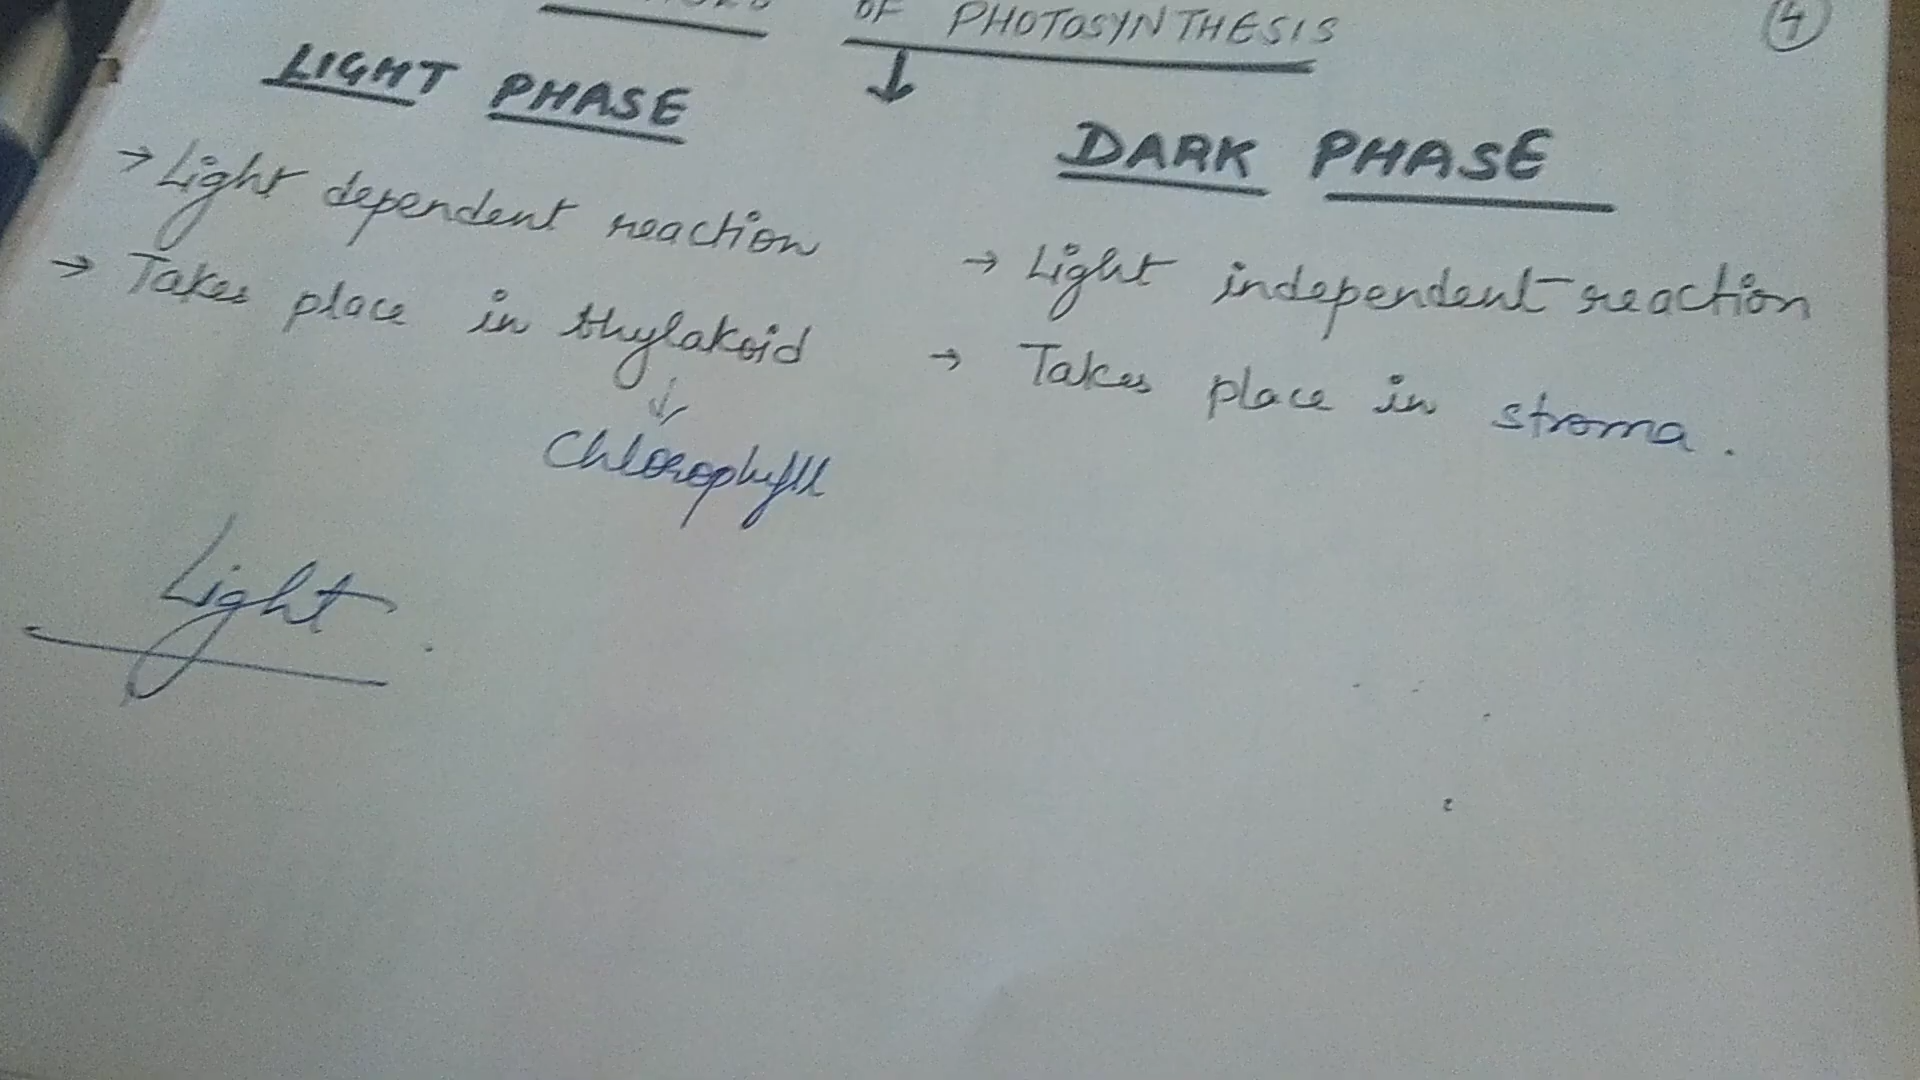 OF PHOTOSYNTHESIS
4
LIGHT PHASE
→ Light dependent reaction
→ Takes place in thylakoid
↓
Chlorophyll
Light
DARK PHASE
→ Light independent reaction
→ Takes place in stroma.